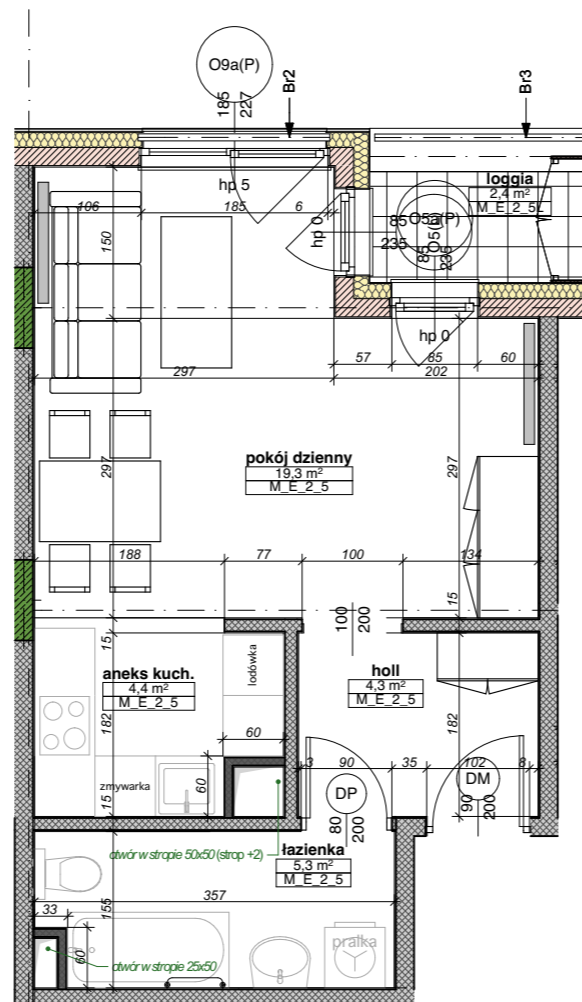 O9a(P)
185
227
Br2
Br3
hp 5
106
185
6
150
hp 0
85
235
O5a(P)
O5(a)
85
235
loggia
2,4 m²
M_E_2_5L
hp 0
57
85
60
297
202
pokój dzienny
19,3 m²
M_E_2_5
297
297
188
77
100
134
15
100
200
15
aneks kuch.
4,4 m²
M_E_2_5
lodówka
holl
4,3 m²
M_E_2_5
182
182
60
3
90
35
102
8
60
zmywarka
15
DP
80
200
DM
90
200
otwór w stropie 50x50 (strop +2)
łazienka
5,3 m²
M_E_2_5
357
155
33
60
otwór w stropie 25x50
pralka